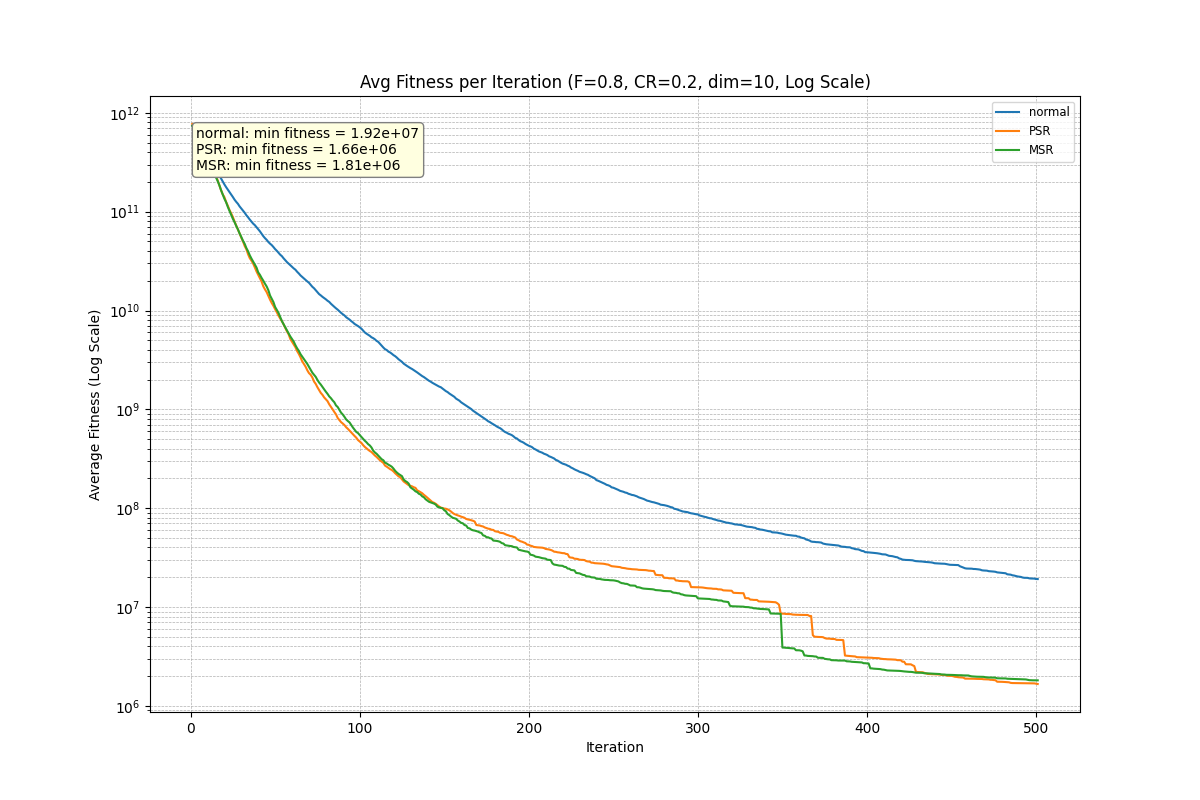 Avg Fitness per Iteration (F=0.8, CR=0.2, dim=10, Log Scale)
normal: min fitness = 1.92e+07
PSR: min fitness = 1.66e+06
MSR: min fitness = 1.81e+06
normal
PSR
MSR
Average Fitness (Log Scale)
10¹²
10¹¹
10¹⁰
10⁹
10⁸
10⁷
10⁶
0 100 200 300 400 500
Iteration